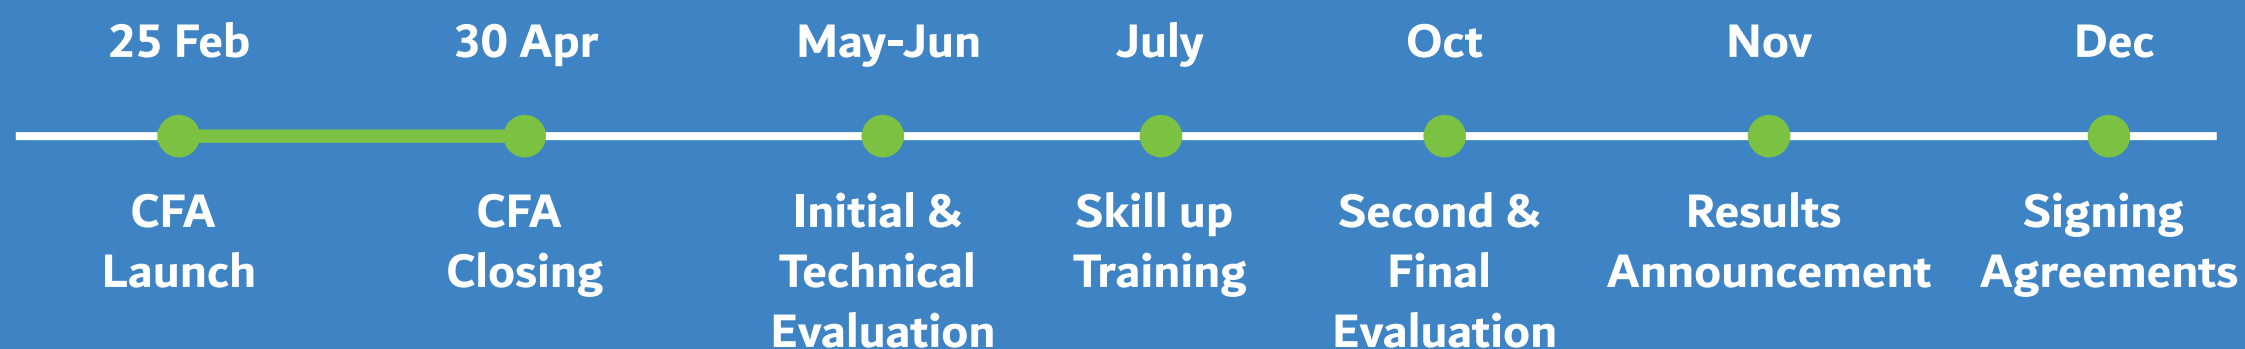 25 Feb
30 Apr
May-Jun
July
Oct
Nov
Dec
CFA
Launch
CFA
Closing
Initial &
Technical
Evaluation
Skill up
Training
Second &
Final
Evaluation
Results
Announcement
Signing
Agreements